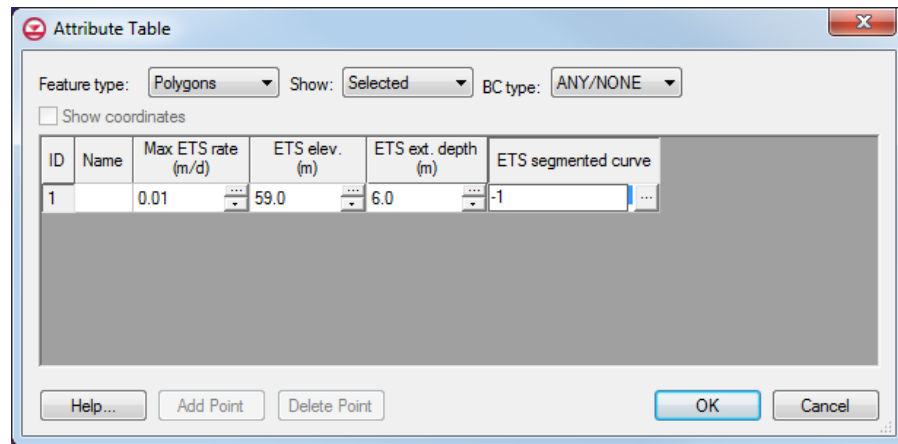 Attribute Table
Feature type: Polygons Show: Selected BC type: ANY/NONE
Show coordinates
ID Name Max ETS rate (m/d) ETS elev. (m) ETS ext. depth (m) ETS segmented curve
1 0.01 ... 59.0 ... 6.0 ... -1 ...
Help... Add Point Delete Point OK Cancel